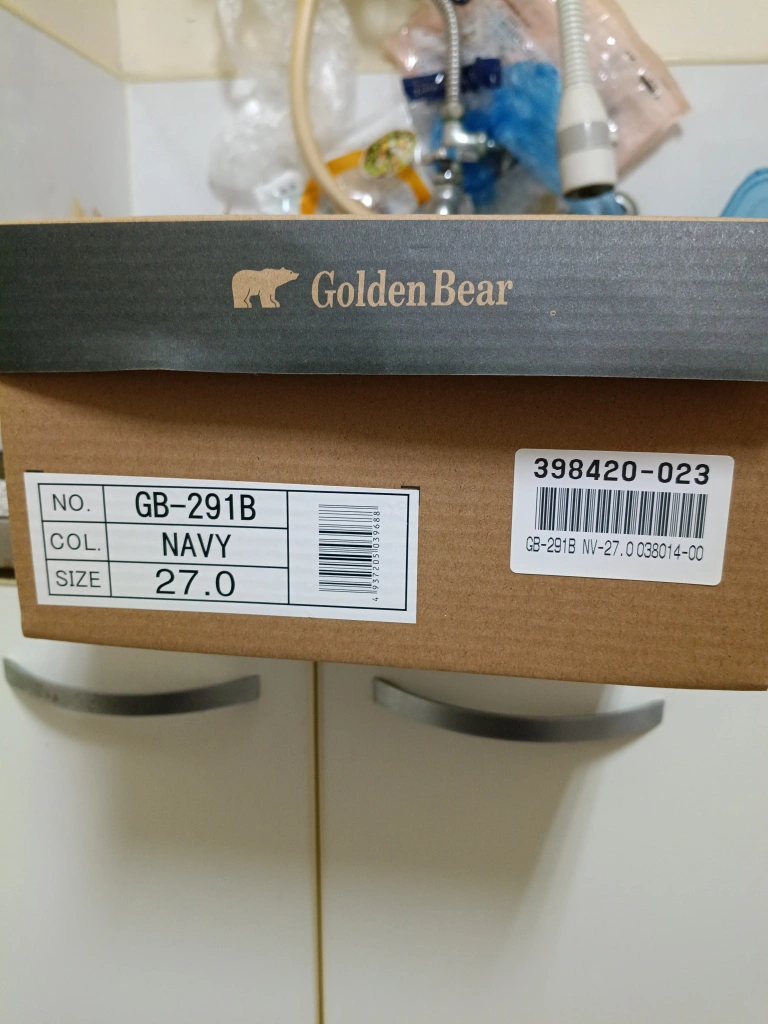 Golden Bear
NO. GB-291B
COL. NAVY
SIZE 27.0
4937205039688
398420-023
GB-291B NV-27.0 038014-00